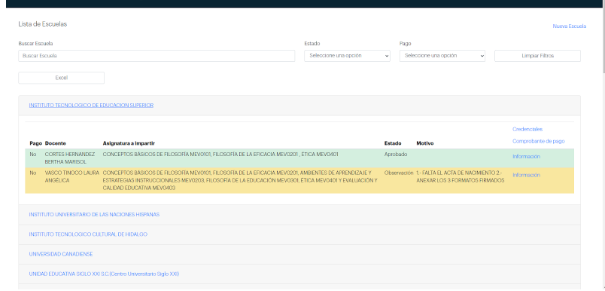 Lista de Escuelas
Nueva Escuela
Buscar Escuela
Estado
Pago
Buscar Escuela
Seleccione una opción
Seleccione una opción
Limpiar Filtros
Excel
INSTITUTO TECNOLOGICO DE EDUCACION SUPERIOR
Credenciales
Comprobante de pago
Pago Docente Asignatura a Impartir Estado Motivo
No CORTES HERNANDEZ CONCEPTOS BASICOS DE FILOSOFIA MEV0101, FILOSOFIA DE LA EFICACIA MEV0201, ETICA MEV0401 Aprobado Información
BERTHA MARISOL
No VASCO TINOCO LAURA CONCEPTOS BASICOS DE FILOSOFIA MEV0101, FILOSOFIA DE LA EFICACIA MEV0201, AMBIENTES DE APRENDIZAJE Y Observación 1.- FALTA EL ACTA DE NACIMIENTO 2.- Información
ANGELICA ESTRATEGIAS INSTRUCCIONALES MEV0203, FILOSOFIA DE LA EDUCACIÓN MEV0301, ETICA MEV0401 Y EVALUACIÓN Y ANEXAR LOS 3 FORMATOS FIRMADOS
CALIDAD EDUCATIVA MEV0403
INSTITUTO UNIVERSITARIO DE LAS NACIONES HISPANAS
INSTITUTO TECNOLOGICO CULTURAL DE HIDALGO
UNIVERSIDAD CANADIENSE
UNIDAD EDUCATIVA SIGLO XXI S.C. (Centro Universitario Siglo XXI)